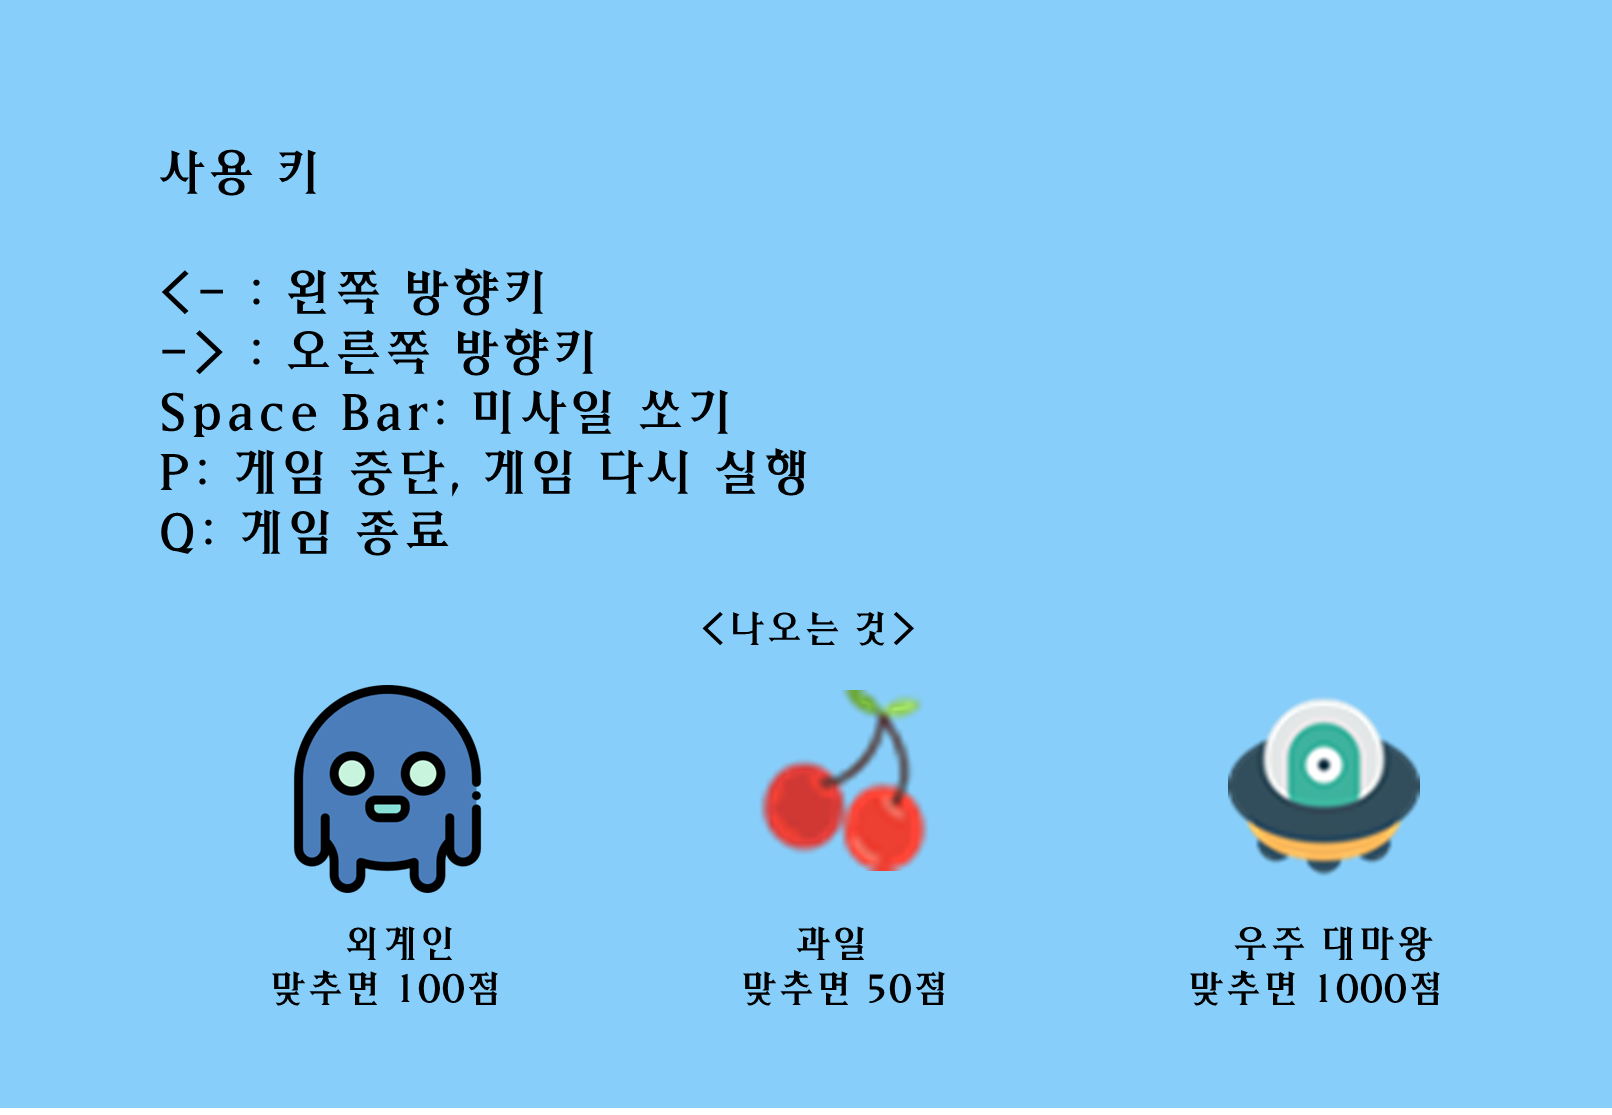 사용 키
<- : 왼쪽 방향키
-> : 오른쪽 방향키
Space Bar: 미사일 쏘기
P: 게임 중단, 게임 다시 실행
Q: 게임 종료
<나오는 것>
외계인
맞추면 100점
과일
맞추면 50점
우주 대마왕
맞추면 1000점